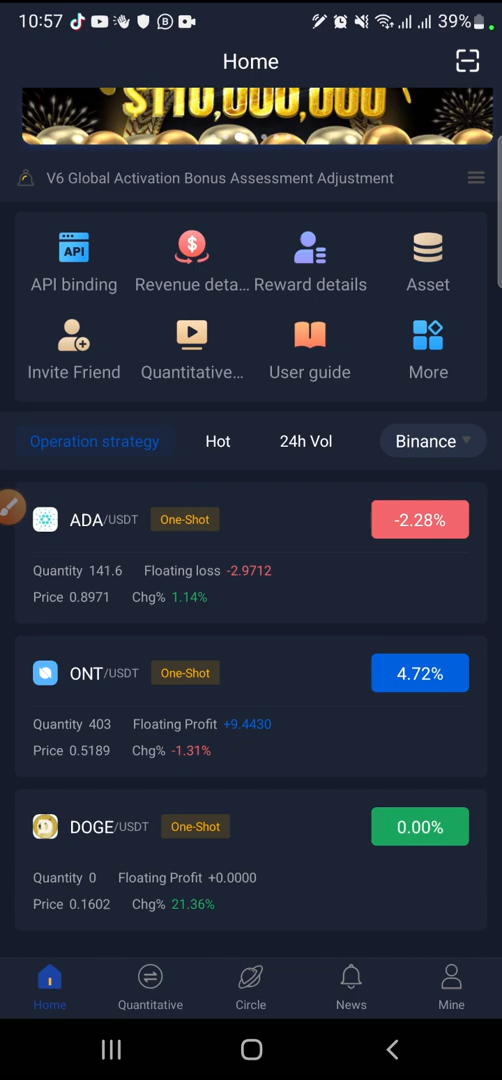 10:57 39%
Home
$110,000,000
V6 Global Activation Bonus Assessment Adjustment
API
API binding Revenue deta... Reward details Asset
Invite Friend Quantitative... User guide More
Operation strategy Hot 24h Vol Binance
ADA/USDT One-Shot -2.28%
Quantity 141.6 Floating loss -2.9712
Price 0.8971 Chg% 1.14%
ONT/USDT One-Shot 4.72%
Quantity 403 Floating Profit +9.4430
Price 0.5189 Chg% -1.31%
DOGE/USDT One-Shot 0.00%
Quantity 0 Floating Profit +0.0000
Price 0.1602 Chg% 21.36%
Home Quantitative Circle News Mine